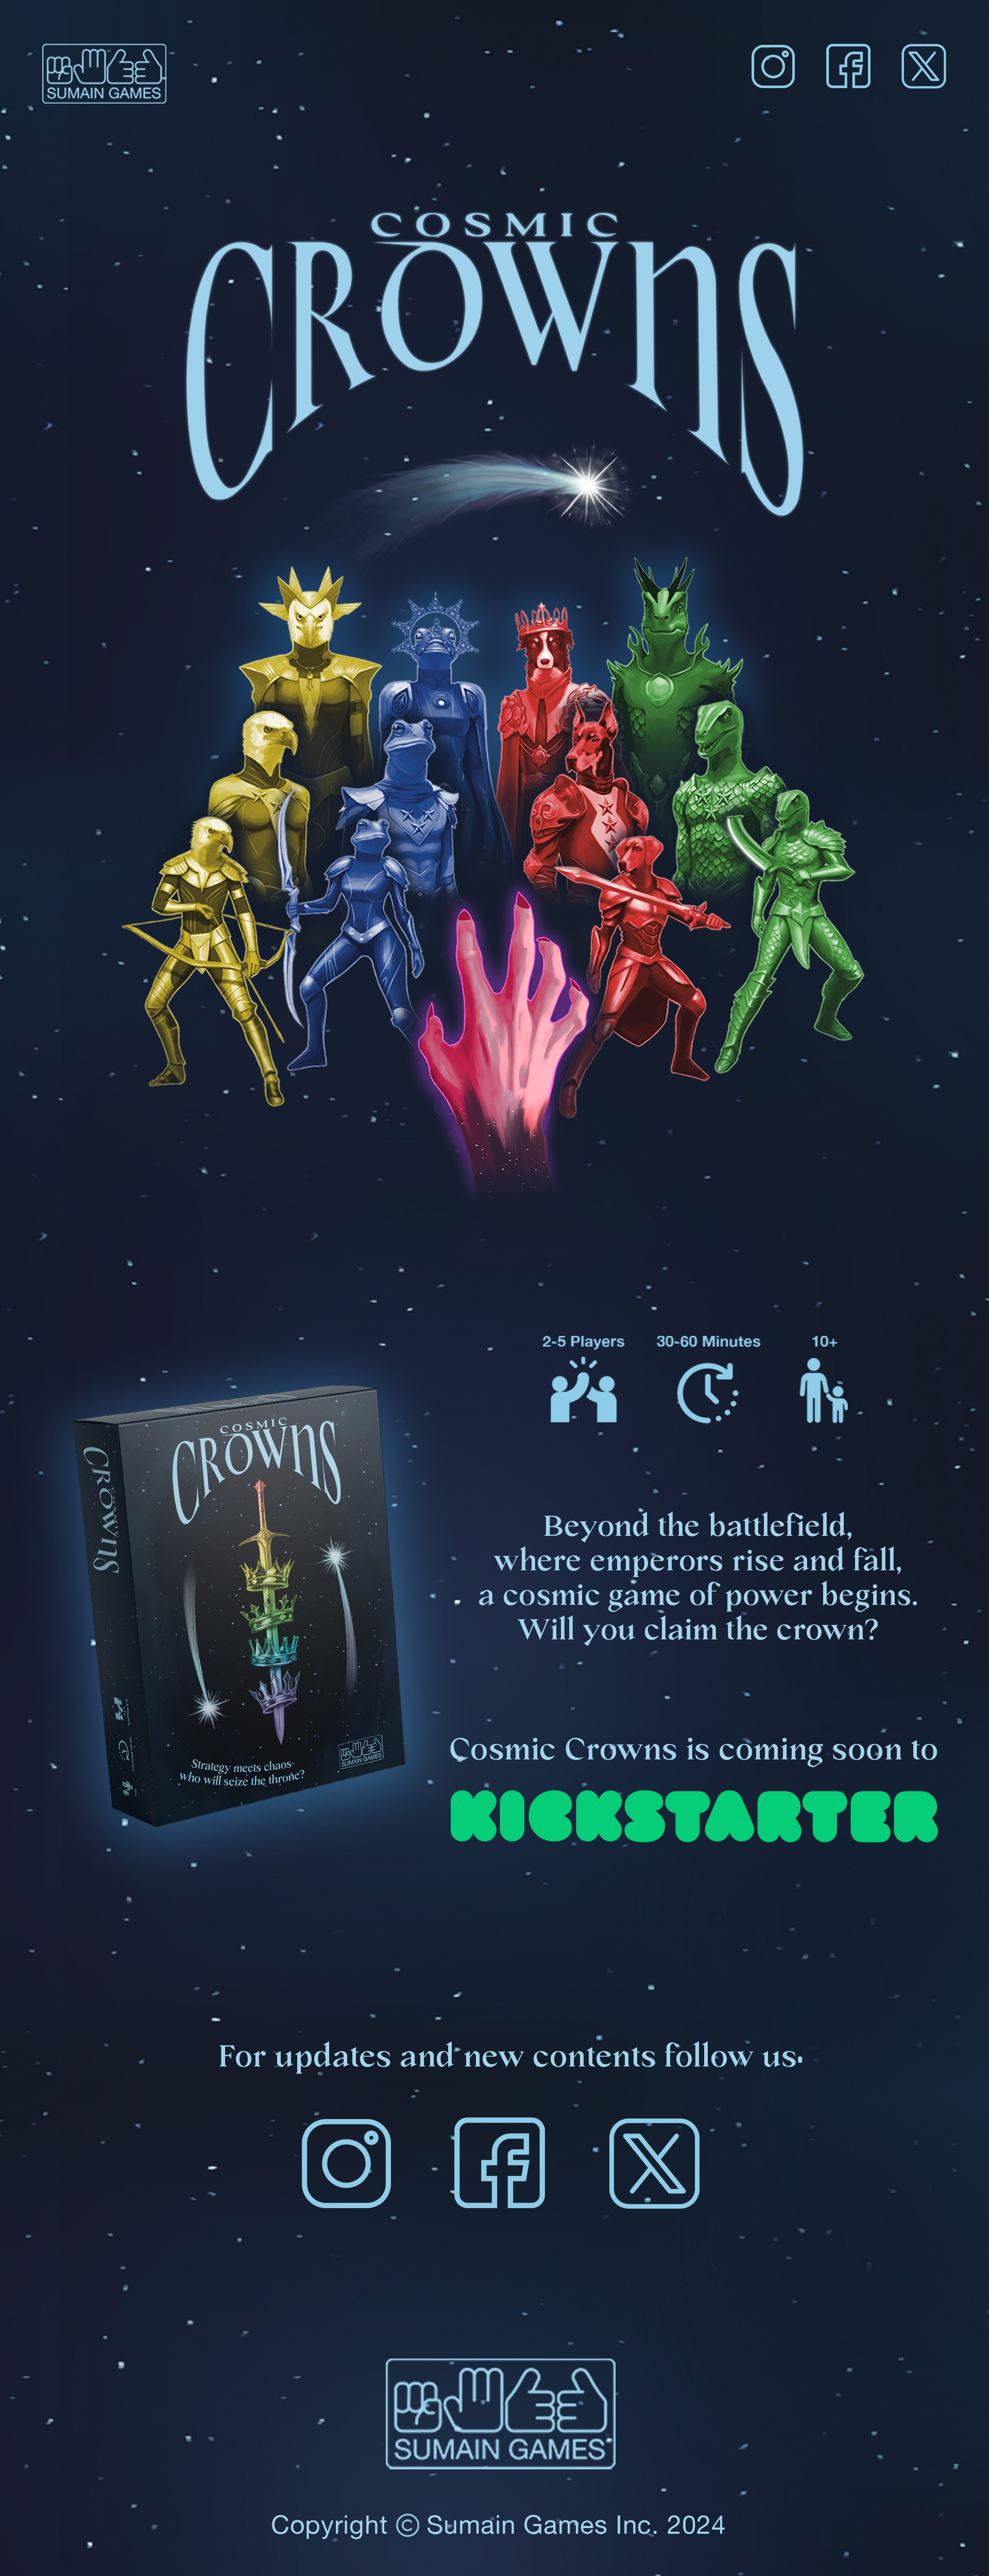 SUMAIN GAMES
COSMIC
CROWNS
2-5 Players
30-60 Minutes
10+
COSMIC
CROWNS
CROWNS
Strategy meets chaos-
who will seize the throne?
SUMAIN GAMES
Beyond the battlefield,
where emperors rise and fall,
a cosmic game of power begins.
Will you claim the crown?
Cosmic Crowns is coming soon to
KICKSTARTER
For updates and new contents follow us.
SUMAIN GAMES
Copyright © Sumain Games Inc. 2024